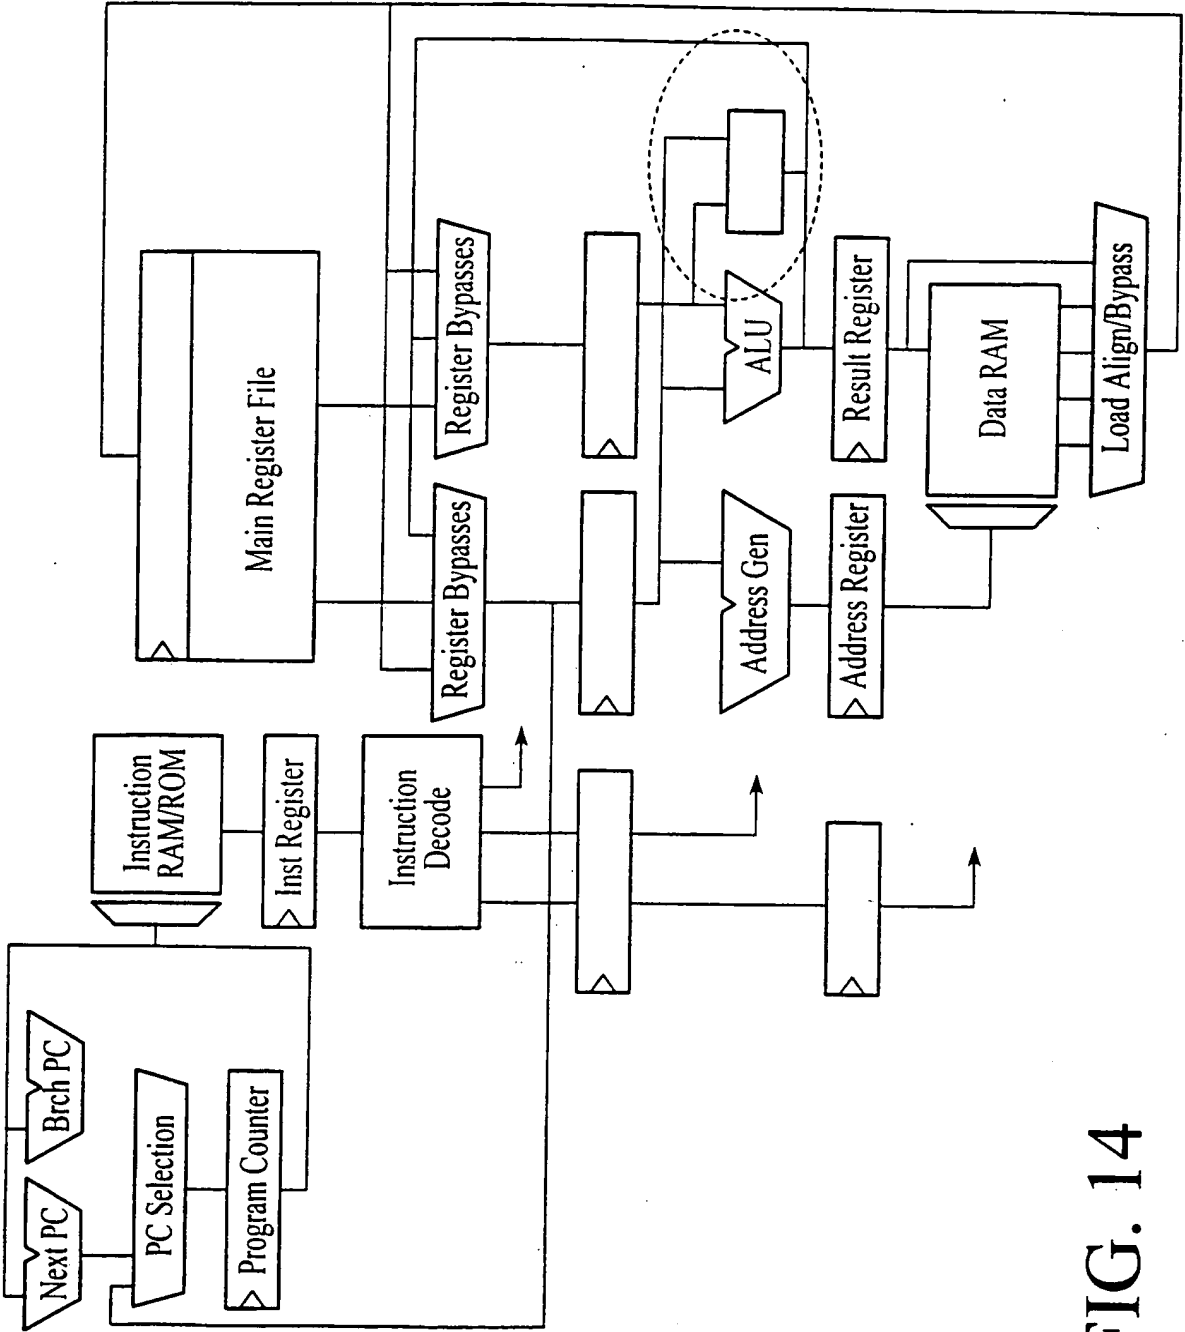 Next PC
Brch PC
PC Selection
Program Counter
Instruction
RAM/ROM
Inst Register
Instruction
Decode
Main Register File
Register Bypasses
Register Bypasses
Address Gen
ALU
Address Register
Result Register
Data RAM
Load Align/Bypass
FIG. 14